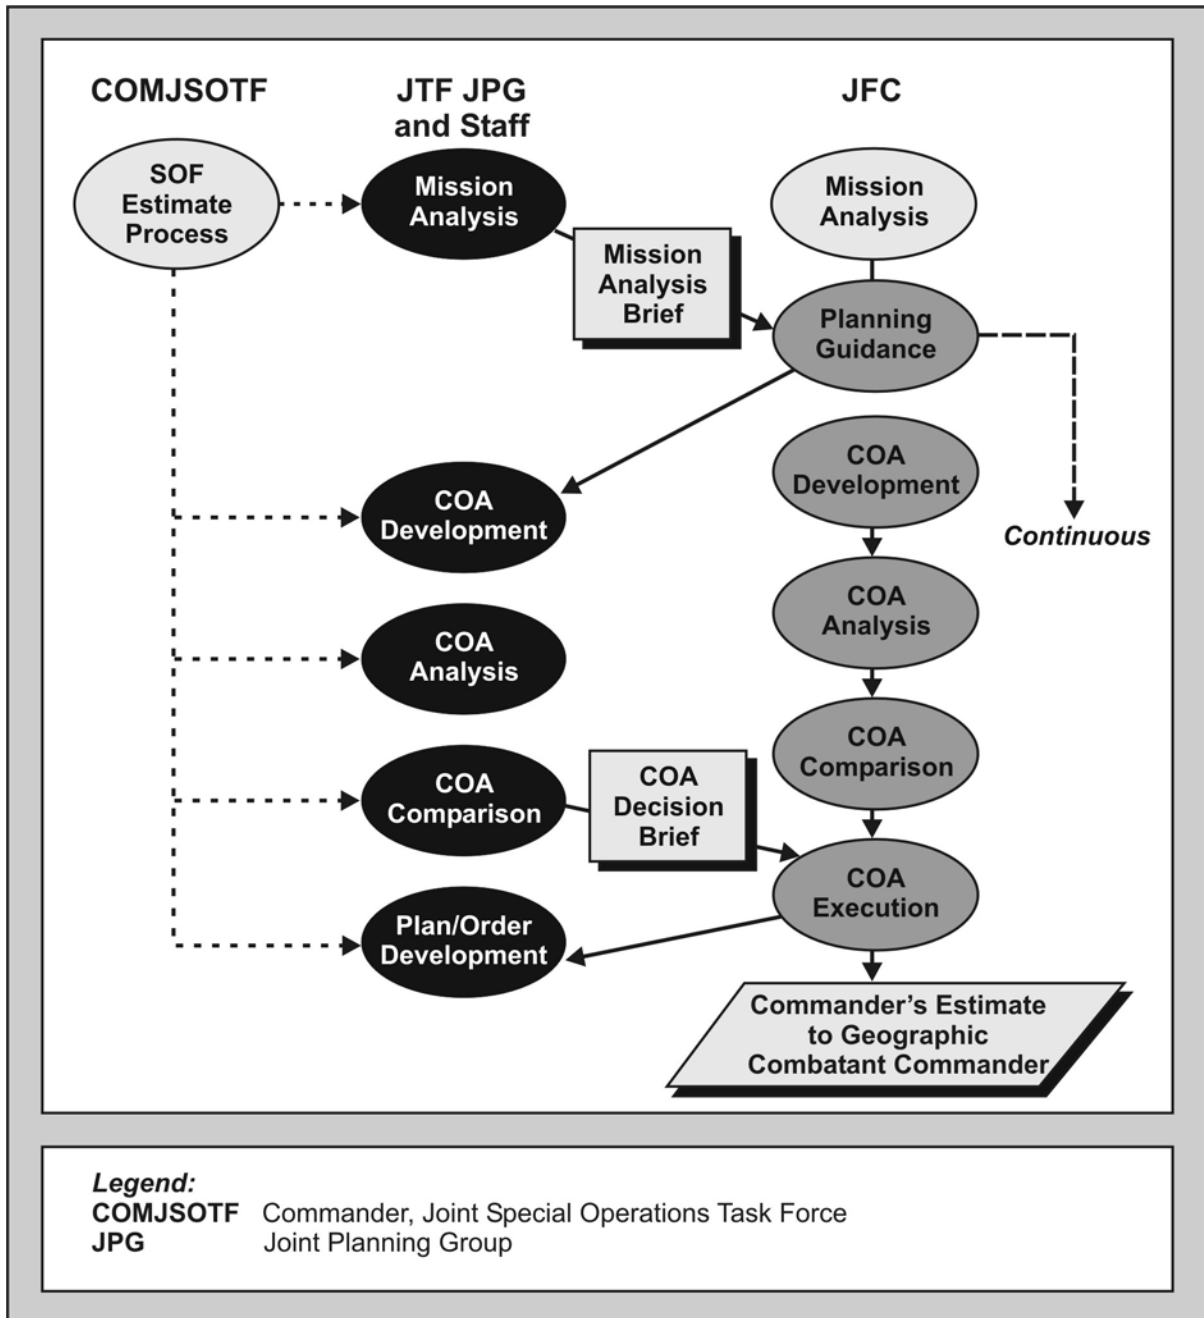 COMJSOTF
JTF JPG
and Staff
JFC
SOF
Estimate
Process
Mission
Analysis
Mission
Analysis
Mission
Analysis
Brief
Planning
Guidance
COA
Development
COA
Development
Continuous
COA
Analysis
COA
Analysis
COA
Comparison
COA
Decision
Brief
COA
Comparison
COA
Execution
Plan/Order
Development
Commander’s Estimate
to Geographic
Combatant Commander
Legend:
COMJSOTF Commander, Joint Special Operations Task Force
JPG Joint Planning Group